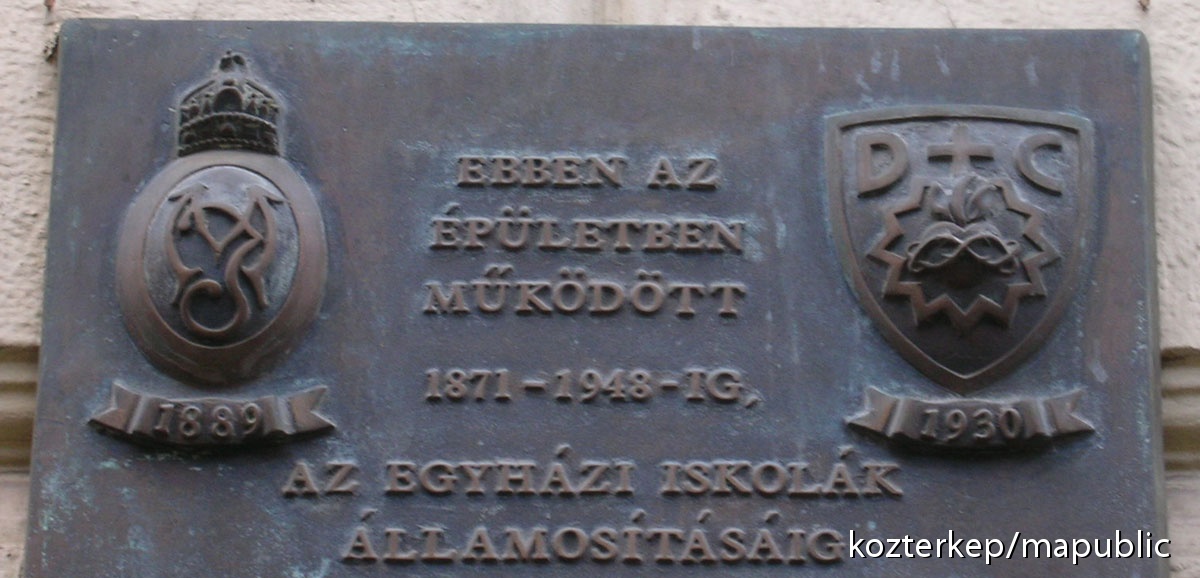 EBBEN AZ
ÉPÜLETBEN
MŰKÖDÖTT
1871-1948-IG,
AZ EGYHÁZI ISKOLÁK
ÁLLAMOSÍTÁSÁIG
1889
D C
1930
kozterkep/mapublic